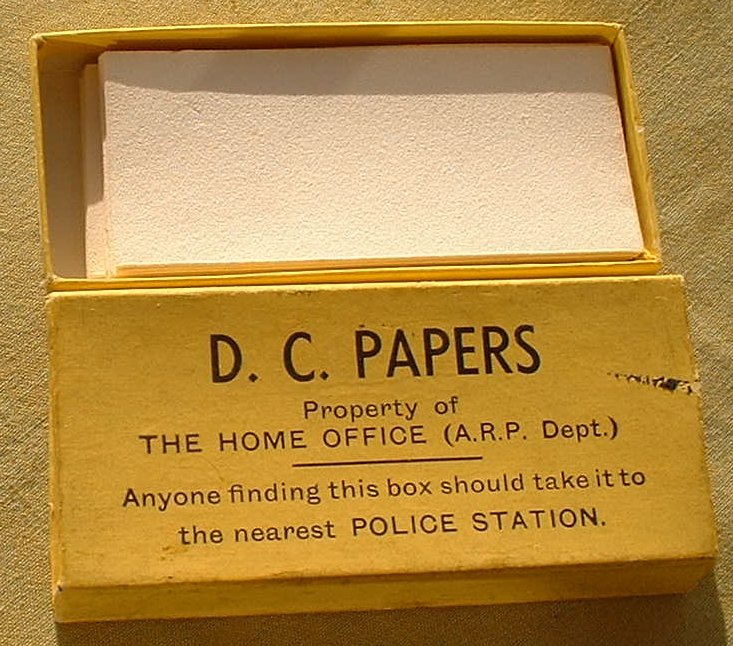 D. C. PAPERS
Property of
THE HOME OFFICE (A.R.P. Dept.)
Anyone finding this box should take it to
the nearest POLICE STATION.